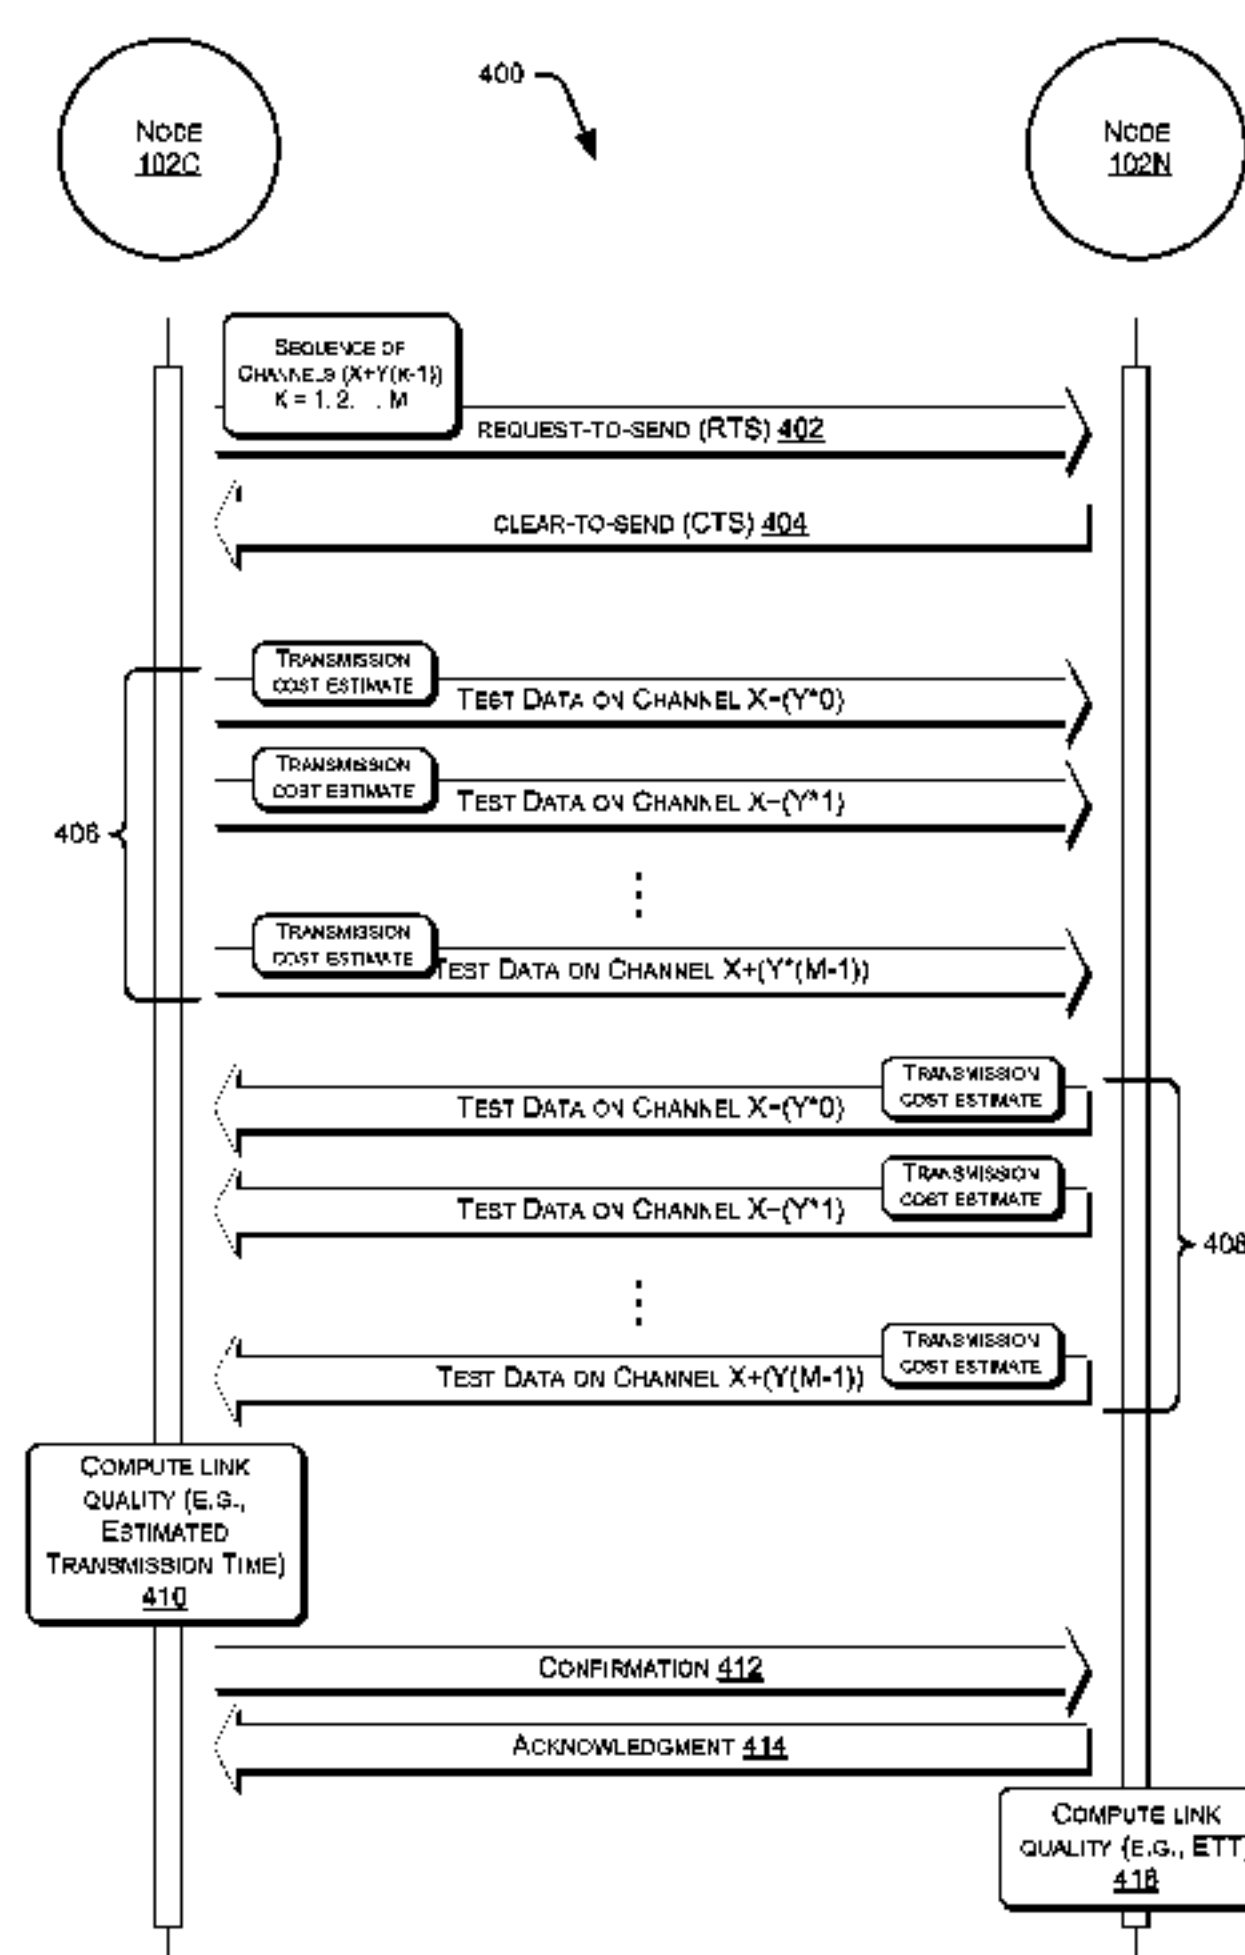 400
NODE
102C
NODE
102N
SEQUENCE OF
CHANNELS (X+Y(K-1))
K = 1, 2, . . . M
REQUEST-TO-SEND (RTS) 402
CLEAR-TO-SEND (CTS) 404
406
TRANSMISSION
COST ESTIMATE
TEST DATA ON CHANNEL X+(Y*0)
TRANSMISSION
COST ESTIMATE
TEST DATA ON CHANNEL X+(Y*1)
TRANSMISSION
COST ESTIMATE
TEST DATA ON CHANNEL X+(Y*(M-1))
TRANSMISSION
COST ESTIMATE
TEST DATA ON CHANNEL X+(Y*0)
TRANSMISSION
COST ESTIMATE
TEST DATA ON CHANNEL X+(Y*1)
408
TRANSMISSION
COST ESTIMATE
TEST DATA ON CHANNEL X+(Y(M-1))
COMPUTE LINK
QUALITY (E.G.,
ESTIMATED
TRANSMISSION TIME)
410
CONFIRMATION 412
ACKNOWLEDGMENT 414
COMPUTE LINK
QUALITY (E.G., ETT)
416